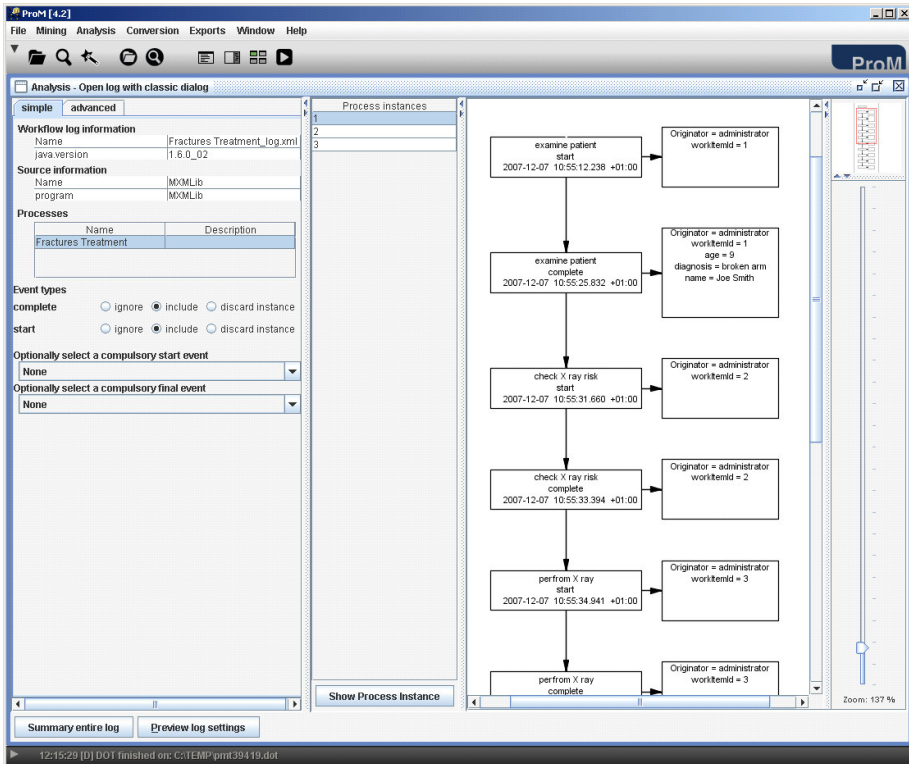 ProM [4.2]
File Mining Analysis Conversion Exports Window Help
ProM
Analysis - Open log with classic dialog
simple advanced
Workflow log information
Name Fractures Treatment_log.xml
java.version 1.6.0_02
Source information
Name MXMLib
program MXMLib
Processes
Name Description
Fractures Treatment
Event types
complete ignore include discard instance
start ignore include discard instance
Optionally select a compulsory start event
None
Optionally select a compulsory final event
None
Process instances
1
2
3
Show Process Instance
examine patient
start
2007-12-07 10:55:12.238 +01:00
Originator = administrator
workItemId = 1
examine patient
complete
2007-12-07 10:55:25.832 +01:00
Originator = administrator
workItemId = 1
age = 9
diagnosis = broken arm
name = Joe Smith
check X ray risk
start
2007-12-07 10:55:31.660 +01:00
Originator = administrator
workItemId = 2
check X ray risk
complete
2007-12-07 10:55:33.394 +01:00
Originator = administrator
workItemId = 2
perfrom X ray
start
2007-12-07 10:55:34.941 +01:00
Originator = administrator
workItemId = 3
perfrom X ray
complete
Originator = administrator
workItemId = 3
Zoom: 137 %
Summary entire log Preview log settings
12:15:29 [D] DOT finished on: C:\TEMP\pmt39419.dot